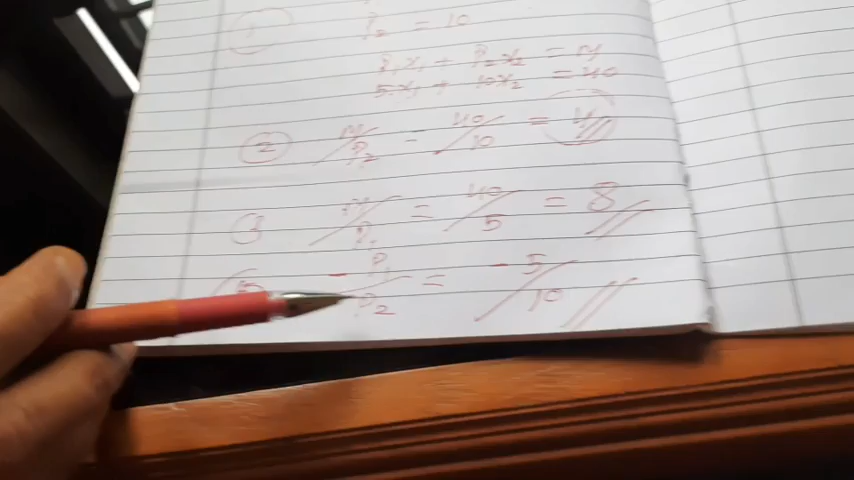 ① P₂ = 10
P₁x₁ + P₂x₂ = M
5x₁ + 10x₂ = 40
② M/P₂ = 40/10 = 4
3 M/P₁ = 40/5 = 8
- P₁/P₂ = - 5/10